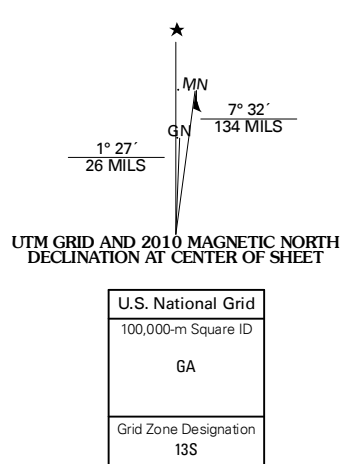 MN
7° 32´
134 MILS
GN
1° 27´
26 MILS
UTM GRID AND 2010 MAGNETIC NORTH
DECLINATION AT CENTER OF SHEET
U.S. National Grid
100,000-m Square ID
GA
Grid Zone Designation
13S